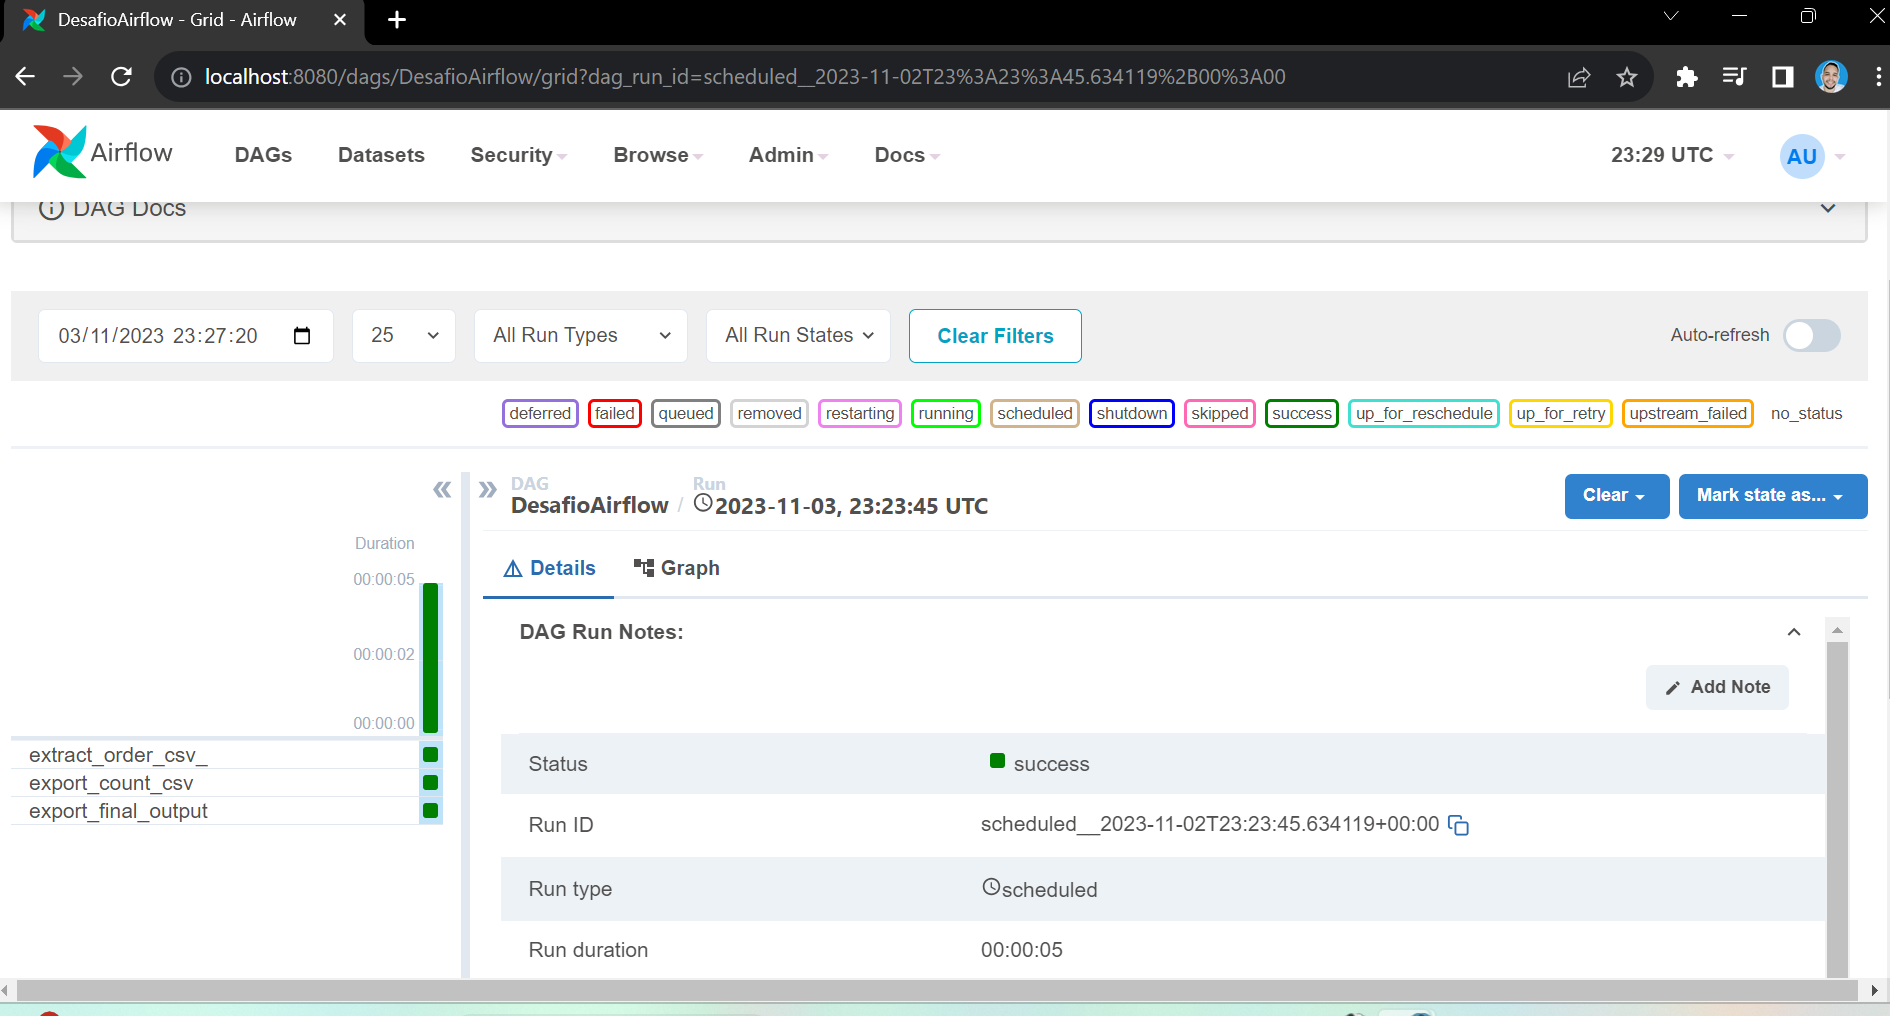 DesafioAirflow - Grid - Airflow
localhost:8080/dags/DesafioAirflow/grid?dag_run_id=scheduled__2023-11-02T23%3A23%3A45.634119%2B00%3A00
Airflow DAGs Datasets Security Browse Admin Docs 23:29 UTC AU
DAG Docs
03/11/2023 23:27:20 25 All Run Types All Run States Clear Filters Auto-refresh
deferred failed queued removed restarting running scheduled shutdown skipped success up_for_reschedule up_for_retry upstream_failed no_status
DAG Run
DesafioAirflow / 2023-11-03, 23:23:45 UTC Clear Mark state as...
Duration
00:00:05
00:00:02
00:00:00
extract_order_csv_
export_count_csv
export_final_output
Details Graph
DAG Run Notes:
Add Note
Status success
Run ID scheduled__2023-11-02T23:23:45.634119+00:00
Run type scheduled
Run duration 00:00:05